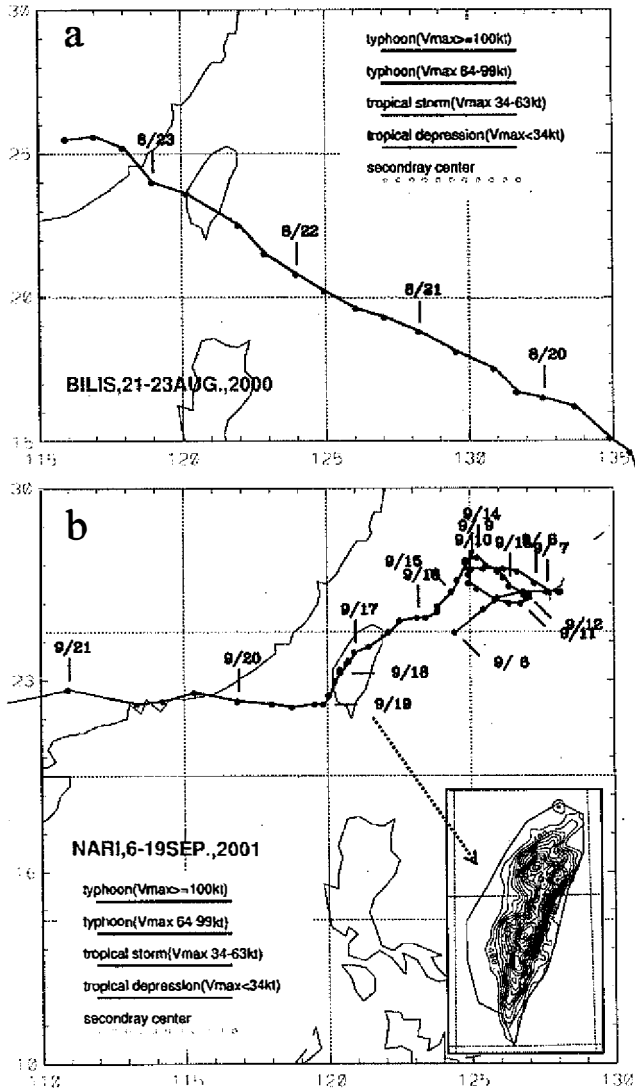 30
a
typhoon(Vmax>=100kt)
typhoon(Vmax 64-99kt)
tropical storm(Vmax 34-63kt)
tropical depression(Vmax<34kt)
secondray center
8/23
25
8/22
8/21
20
8/20
BILIS,21-23AUG.,2000
15
115 120 125 130 135
30
b
9/14
9/ 9
9/10
9/ 7
9/15
9/16
9/12
9/11
9/17
9/ 6
9/21
9/20
9/18
23
9/19
16
NARI,6-19SEP.,2001
typhoon(Vmax>=100kt)
typhoon(Vmax 64-99kt)
tropical storm(Vmax 34-63kt)
tropical depression(Vmax<34kt)
secondray center
10
110 115 120 125 130